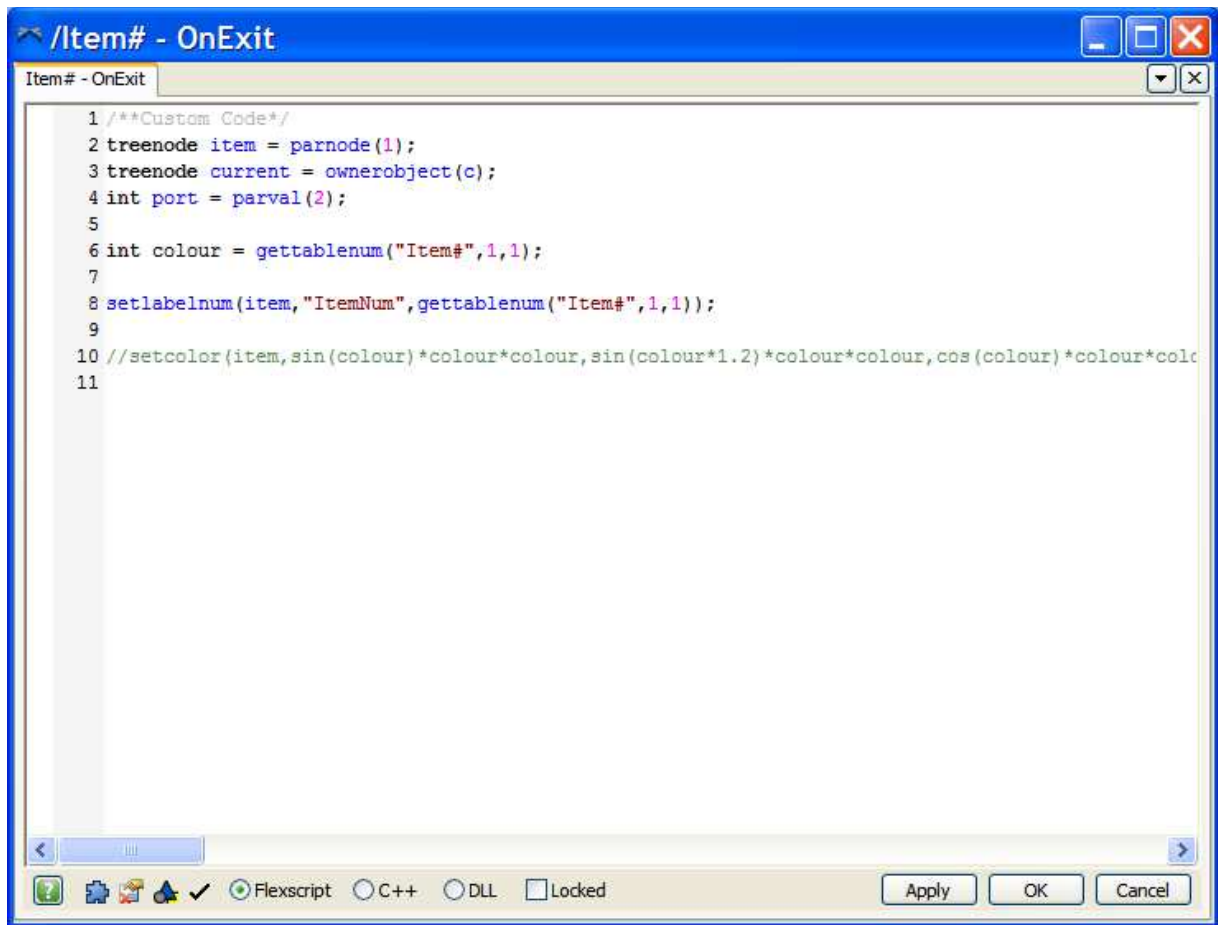 /Item# - OnExit
Item# - OnExit
1 /**Custom Code*/
2 treenode item = parnode(1);
3 treenode current = ownerobject(c);
4 int port = parval(2);
5
6 int colour = gettablenum("Item#",1,1);
7
8 setlabelnum(item,"ItemNum",gettablenum("Item#",1,1));
9
10 //setcolor(item,sin(colour)*colour*colour,sin(colour*1.2)*colour*colour,cos(colour)*colour*colo
11
Flexscript C++ DLL Locked Apply OK Cancel